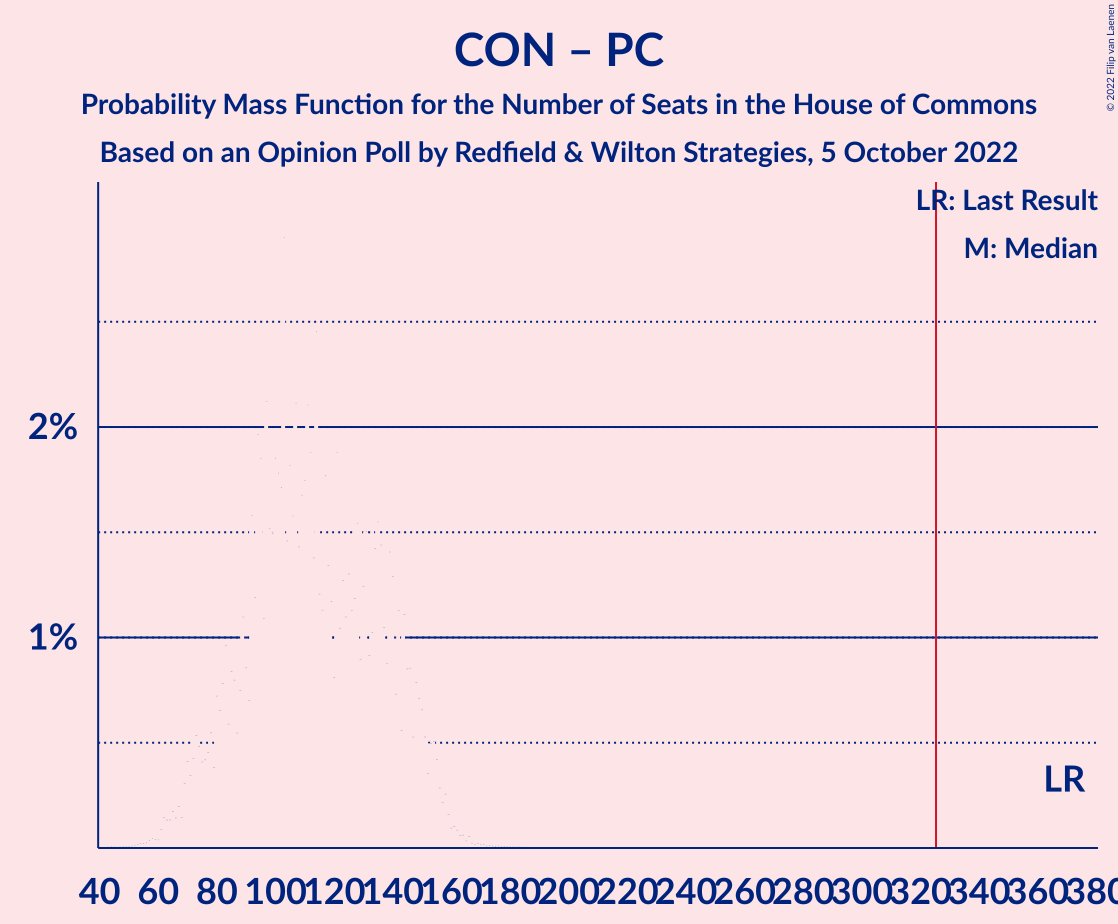 CON – PC
Probability Mass Function for the Number of Seats in the House of Commons
Based on an Opinion Poll by Redfield & Wilton Strategies, 5 October 2022
© 2022 Filip van Laenen
LR: Last Result
M: Median
2%
1%
LR
40 60 80 100 120 140 160 180 200 220 240 260 280 300 320 340 360 380